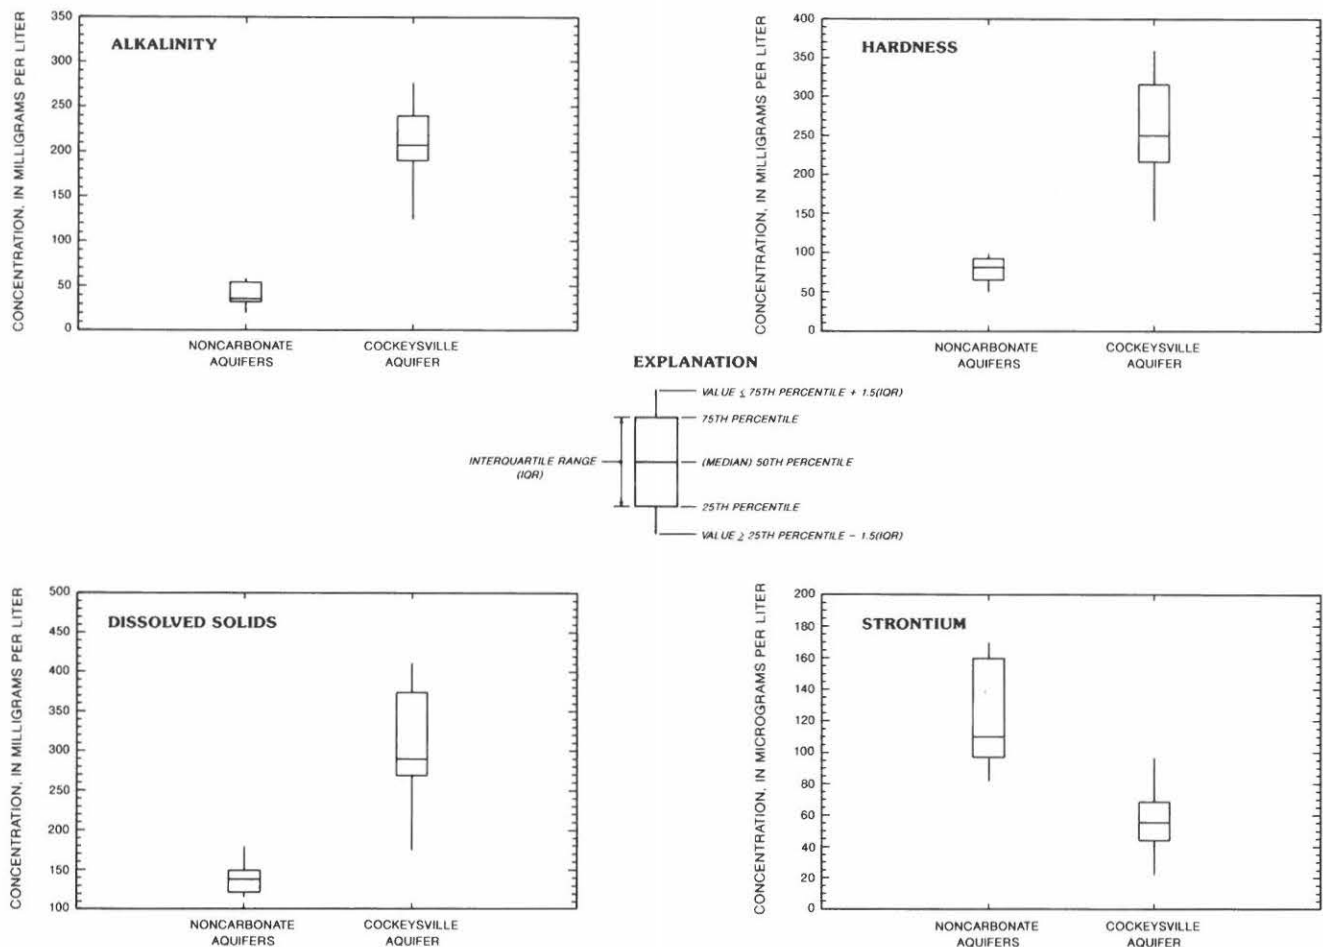 ALKALINITY
CONCENTRATION, IN MILLIGRAMS PER LITER
350
300
250
200
150
100
50
0
NONCARBONATE
AQUIFERS
COCKEYSVILLE
AQUIFER
HARDNESS
CONCENTRATION, IN MILLIGRAMS PER LITER
400
350
300
250
200
150
100
50
0
NONCARBONATE
AQUIFERS
COCKEYSVILLE
AQUIFER
EXPLANATION
VALUE ≤ 75TH PERCENTILE + 1.5(IQR)
75TH PERCENTILE
INTERQUARTILE RANGE
(IQR)
(MEDIAN) 50TH PERCENTILE
25TH PERCENTILE
VALUE ≥ 25TH PERCENTILE - 1.5(IQR)
DISSOLVED SOLIDS
CONCENTRATION, IN MILLIGRAMS PER LITER
500
450
400
350
300
250
200
150
100
NONCARBONATE
AQUIFERS
COCKEYSVILLE
AQUIFER
STRONTIUM
CONCENTRATION, IN MICROGRAMS PER LITER
200
180
160
140
120
100
80
60
40
20
0
NONCARBONATE
AQUIFERS
COCKEYSVILLE
AQUIFER